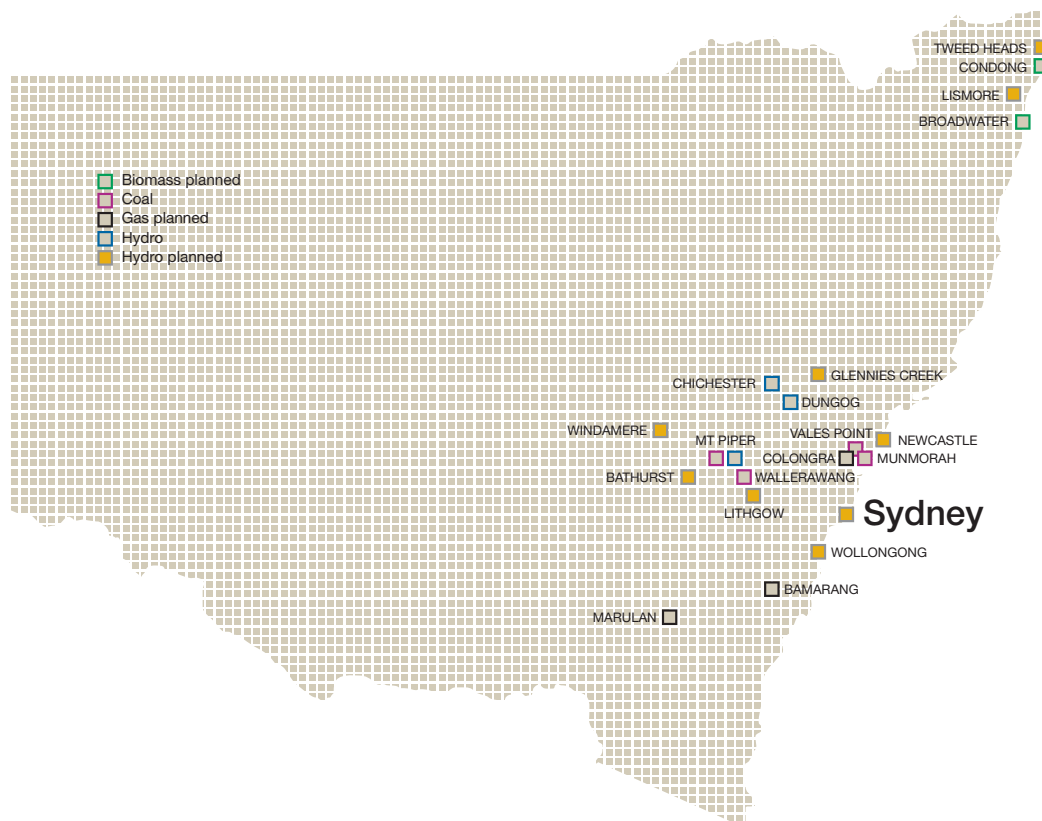 TWEED HEADS
CONDONG
LISMORE
BROADWATER
Biomass planned
Coal
Gas planned
Hydro
Hydro planned
GLENNIES CREEK
CHICHESTER
DUNGOG
WINDAMERE
VALES POINT
MT PIPER
NEWCASTLE
COLONGRA
MUNMORAH
BATHURST
WALLERAWANG
LITHGOW
Sydney
WOLLONGONG
BAMARANG
MARULAN